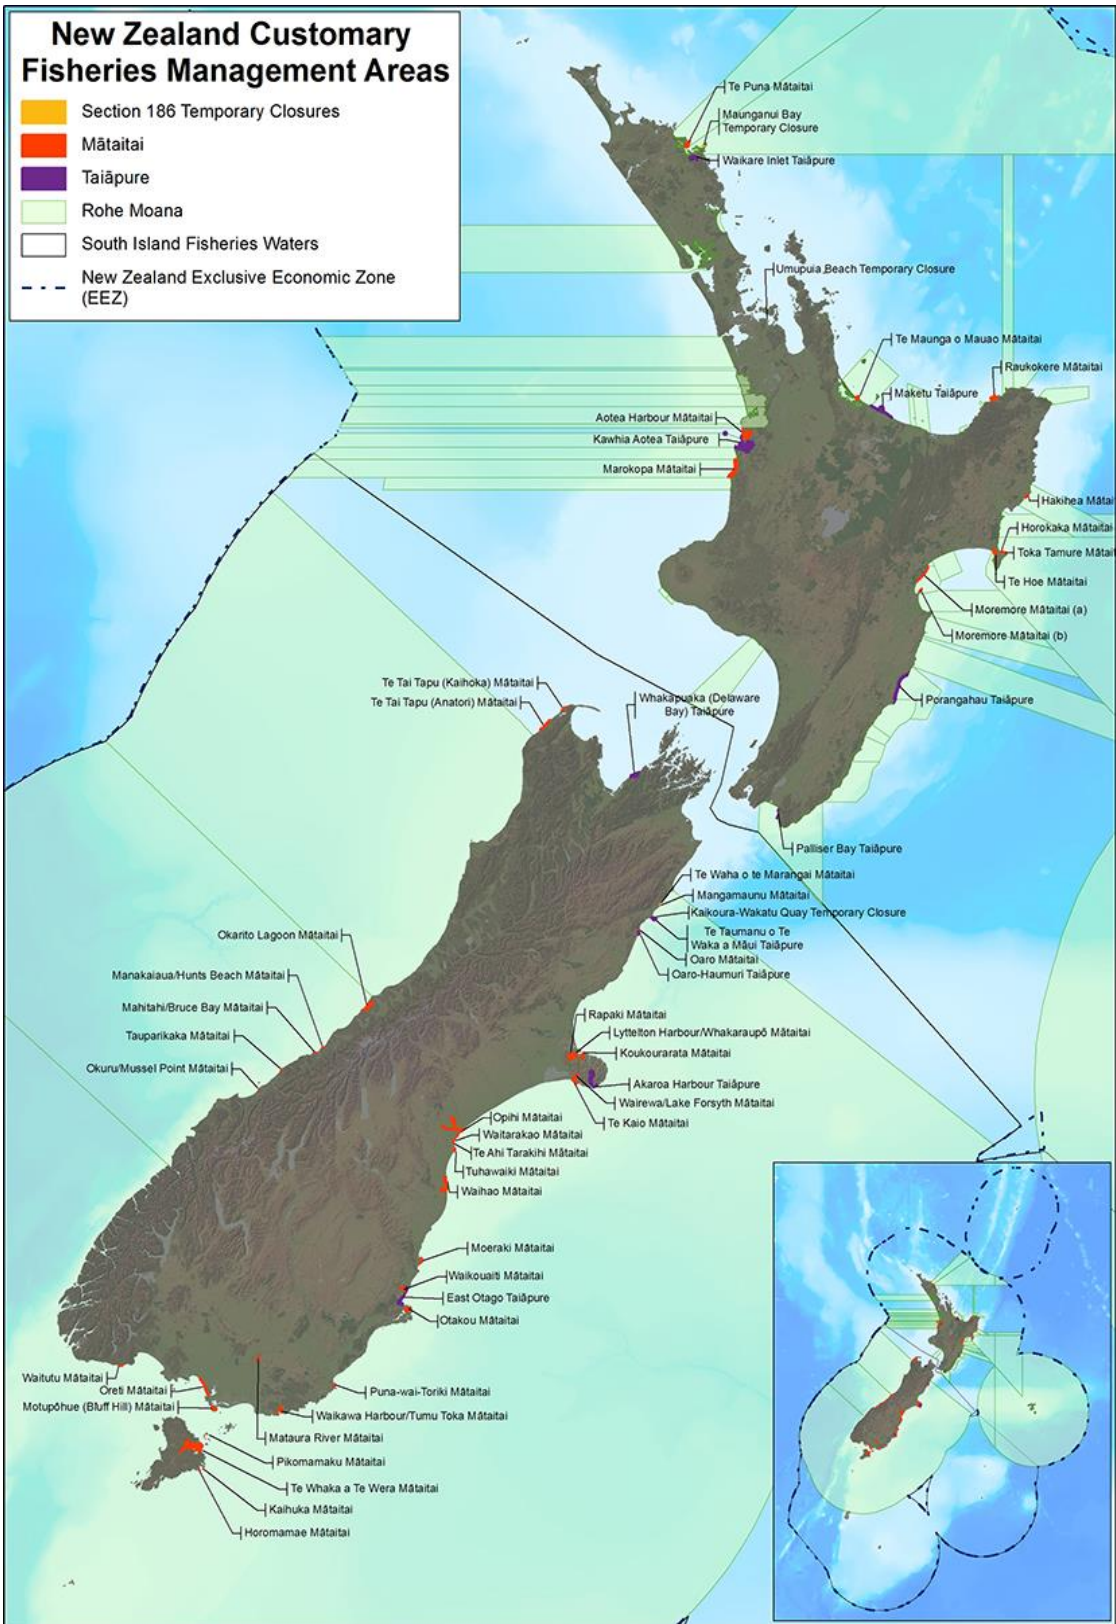 New Zealand Customary
Fisheries Management Areas
Section 186 Temporary Closures
Mātaitai
Taiāpure
Rohe Moana
South Island Fisheries Waters
New Zealand Exclusive Economic Zone
(EEZ)
Te Puna Mātaitai
Maunganui Bay
Temporary Closure
Waikare Inlet Taiāpure
Umupuia Beach Temporary Closure
Te Maunga o Mauao Mātaitai
Raukokere Mātaitai
Maketu Taiāpure
Aotea Harbour Mātaitai
Kawhia Aotea Taiāpure
Marokopa Mātaitai
Hakihea Mātai
Horokaka Mātaitai
Toka Tamure Mātait
Te Hoe Mātaitai
Moremore Mātaitai (a)
Moremore Mātaitai (b)
Te Tai Tapu (Kaihoka) Mātaitai
Te Tai Tapu (Anatori) Mātaitai
Whakapuaka (Delaware
Bay) Taiāpure
Porangahau Taiāpure
Palliser Bay Taiāpure
Te Waha o te Marangai Mātaitai
Mangamaunu Mātaitai
Kaikoura-Wakatu Quay Temporary Closure
Te Taumanu o Te
Waka a Māui Taiāpure
Oaro Mātaitai
Oaro-Haumuri Taiāpure
Okarito Lagoon Mātaitai
Manakaiaua/Hunts Beach Mātaitai
Mahitahi/Bruce Bay Mātaitai
Tauparikaka Mātaitai
Okuru/Mussel Point Mātaitai
Rapaki Mātaitai
Lyttelton Harbour/Whakaraupō Mātaitai
Koukourarata Mātaitai
Akaroa Harbour Taiāpure
Wairewa/Lake Forsyth Mātaitai
Te Kaio Mātaitai
Opihi Mātaitai
Waitarakao Mātaitai
Te Ahi Tarakihi Mātaitai
Tuhawaiki Mātaitai
Waihao Mātaitai
Moeraki Mātaitai
Waikouaiti Mātaitai
East Otago Taiāpure
Otakou Mātaitai
Waitutu Mātaitai
Oreti Mātaitai
Motupōhue (Bluff Hill) Mātaitai
Puna-wai-Toriki Mātaitai
Waikawa Harbour/Tumu Toka Mātaitai
Mataura River Mātaitai
Pikomamaku Mātaitai
Te Whaka a Te Wera Mātaitai
Kaihuka Mātaitai
Horomamae Mātaitai